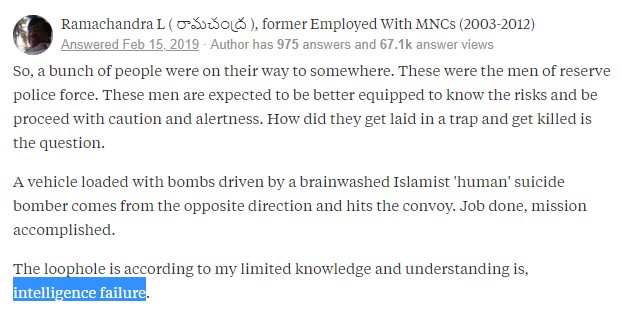 Ramachandra L ( రామచంద్ర ), former Employed With MNCs (2003-2012)
Answered Feb 15, 2019 · Author has 975 answers and 67.1k answer views
So, a bunch of people were on their way to somewhere. These were the men of reserve
police force. These men are expected to be better equipped to know the risks and be
proceed with caution and alertness. How did they get laid in a trap and get killed is
the question.
A vehicle loaded with bombs driven by a brainwashed Islamist 'human' suicide
bomber comes from the opposite direction and hits the convoy. Job done, mission
accomplished.
The loophole is according to my limited knowledge and understanding is,
intelligence failure.